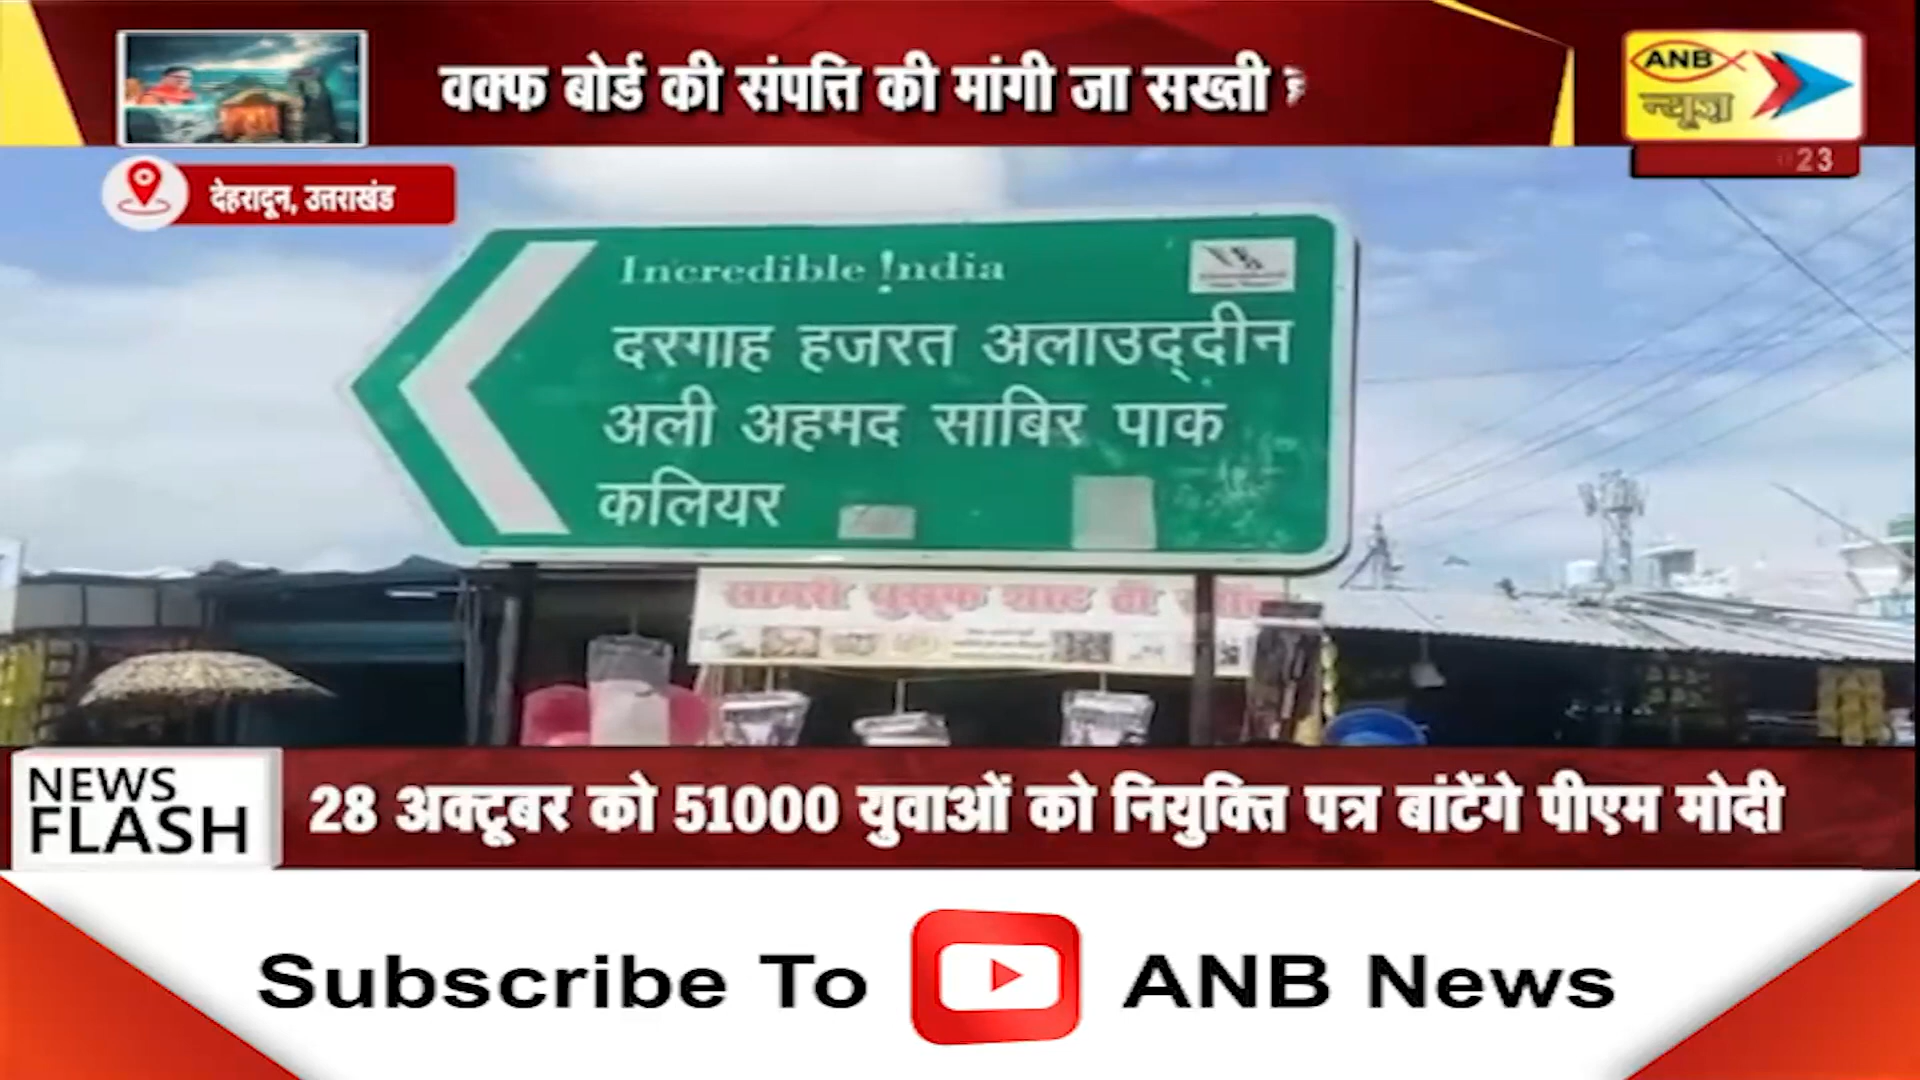 वक्फ बोर्ड की संपत्ति की मांगी जा सख्ती
ANB
न्यूज़
23
देहरादून, उत्तराखंड
Incredible !ndia
दरगाह हजरत अलाउद्दीन
अली अहमद साबिर पाक
कलियर
NEWS
FLASH
28 अक्टूबर को 51000 युवाओं को नियुक्ति पत्र बांटेंगे पीएम मोदी
Subscribe To ANB News